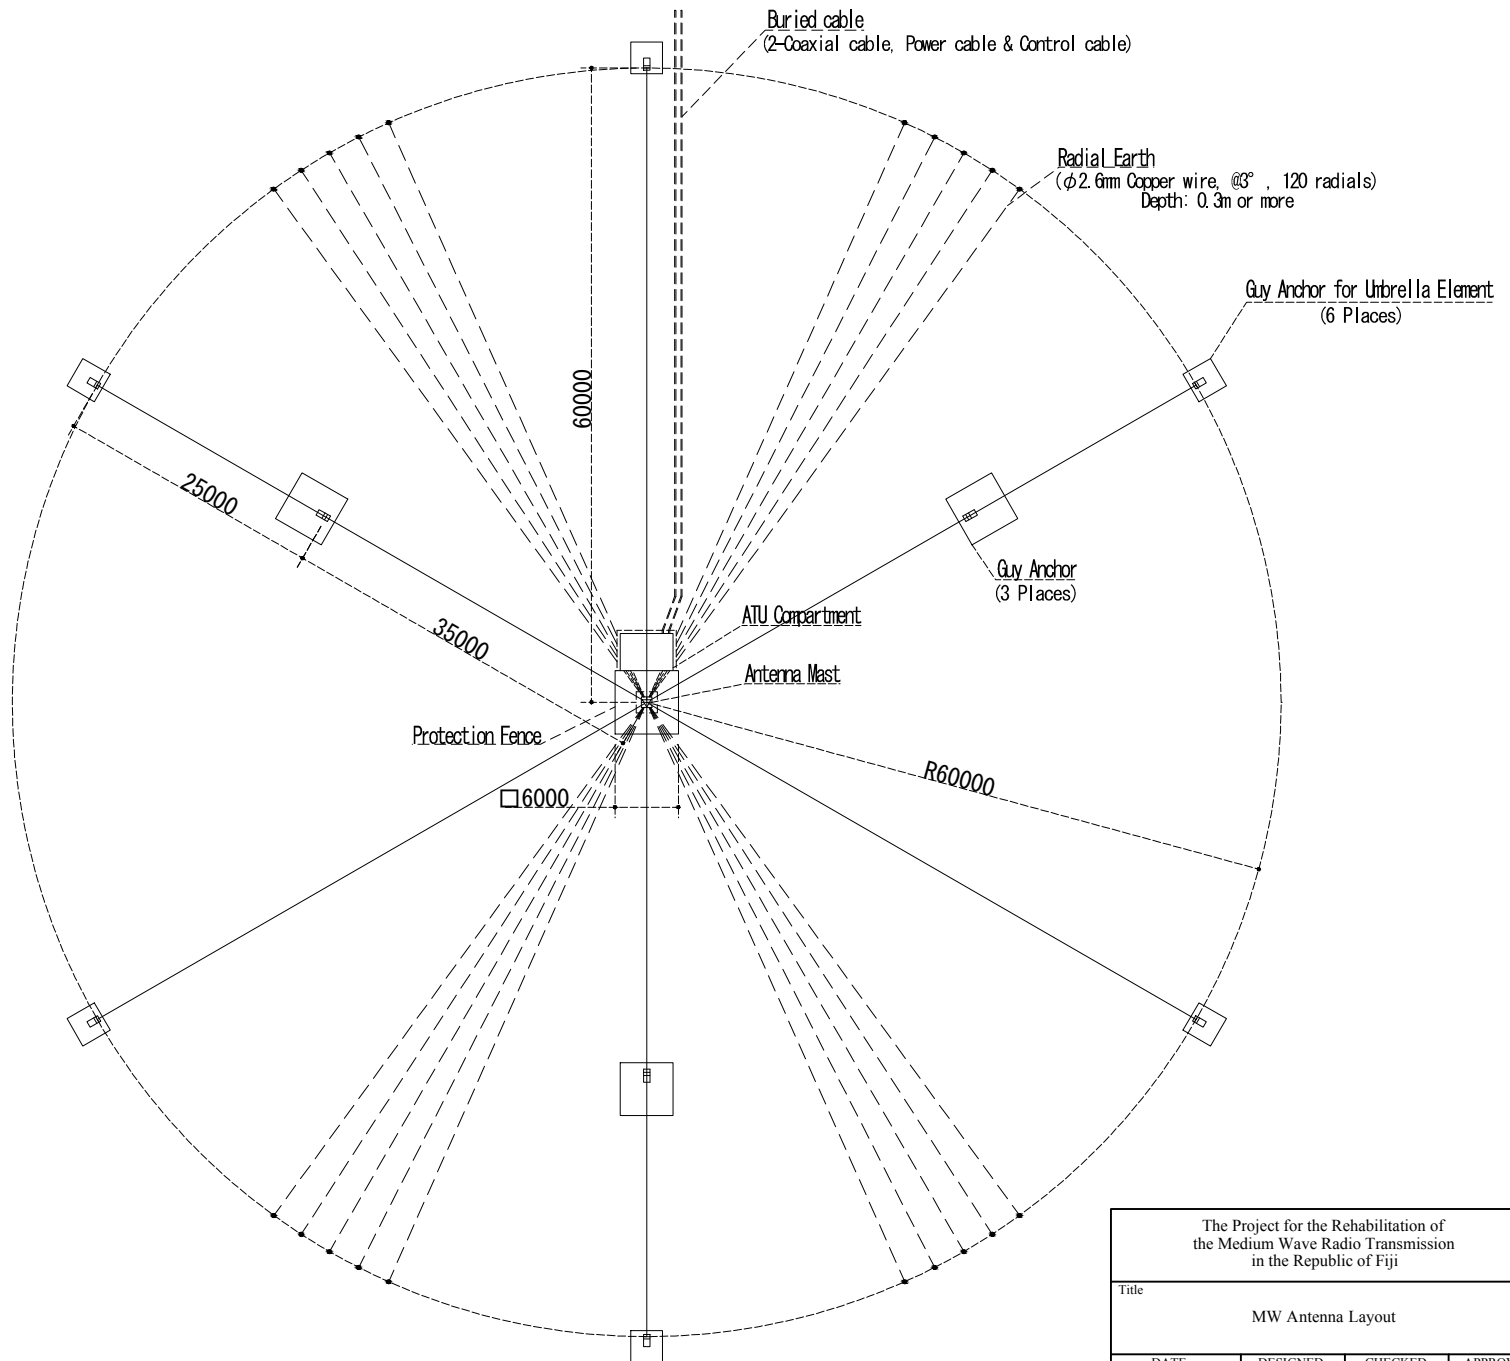 Buried cable
(2-Coaxial cable, Power cable & Control cable)
Radial Earth
(φ2.6mm Copper wire, @3° , 120 radials)
Depth: 0.3m or more
Guy Anchor for Umbrella Element
(6 Places)
60000
25000
Guy Anchor
(3 Places)
35000
ATU Compartment
Antenna Mast
Protection Fence
R60000
□6000
The Project for the Rehabilitation of
the Medium Wave Radio Transmission
in the Republic of Fiji
Title
MW Antenna Layout
DATE DESIGNED CHECKED